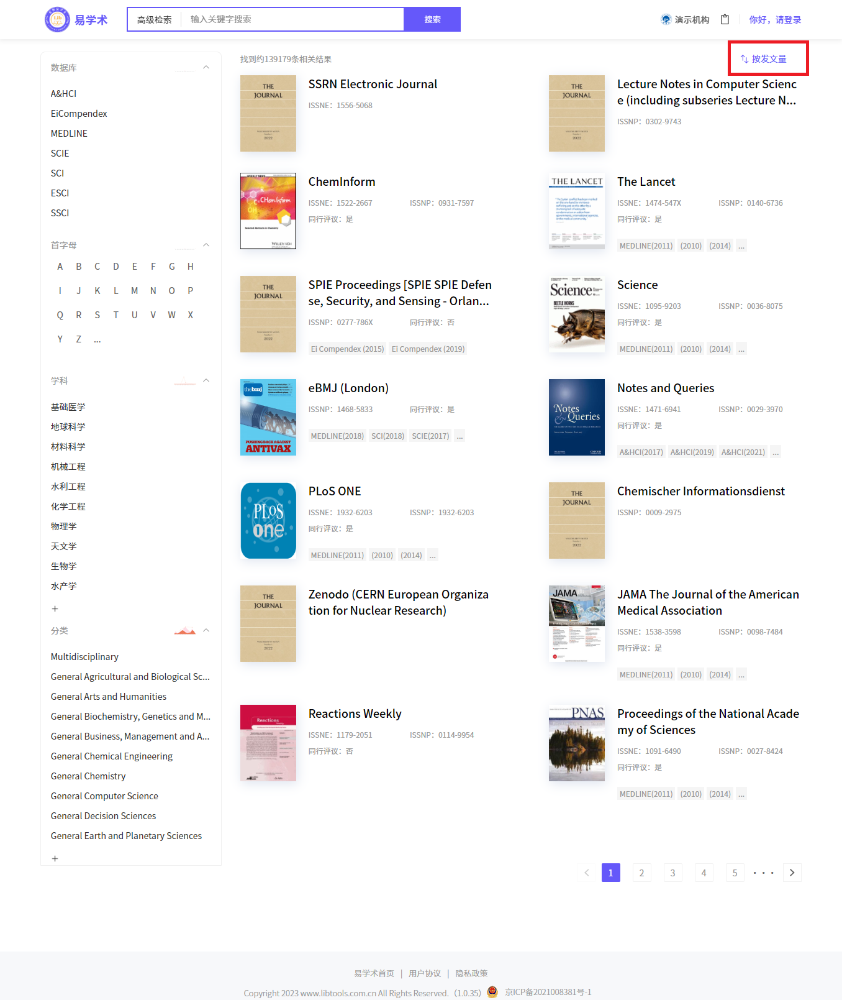 易学术
高级检索
输入关键字搜索
搜索
演示机构
你好，请登录
数据库
A&HCI
EiCompendex
MEDLINE
SCIE
SCI
ESCI
SSCI
首字母
A B C D E F G H
I J K L M N O P
Q R S T U V W X
Y Z ...
学科
基础医学
地球科学
材料科学
机械工程
水利工程
化学工程
物理学
天文学
生物学
水产学
+
分类
Multidisciplinary
General Agricultural and Biological Sc...
General Arts and Humanities
General Biochemistry, Genetics and M...
General Business, Management and A...
General Chemical Engineering
General Chemistry
General Computer Science
General Decision Sciences
General Earth and Planetary Sciences
+
找到约139179条相关结果
按发文量
THE
JOURNAL
2022
SSRN Electronic Journal
ISSNE：1556-5068
THE
JOURNAL
2022
Lecture Notes in Computer Scienc
e (including subseries Lecture N...
ISSNP：0302-9743
ChemInform
Selected Abstracts in Chemistry
ChemInform
ISSNE：1522-2667 ISSNP：0931-7597
同行评议：是
THE LANCET
The Lancet
ISSNE：1474-547X ISSNP：0140-6736
同行评议：是
MEDLINE(2011) (2010) (2014) ...
THE
JOURNAL
2022
SPIE Proceedings [SPIE SPIE Defen
se, Security, and Sensing - Orlan...
ISSNP：0277-786X 同行评议：否
Ei Compendex (2015) Ei Compendex (2019)
Science
BEETLE HORNS
Science
ISSNE：1095-9203 ISSNP：0036-8075
同行评议：是
MEDLINE(2011) (2010) (2014) ...
thebmj
PUSHING BACK AGAINST
ANTIVAX
eBMJ (London)
ISSNP：1468-5833 同行评议：是
MEDLINE(2018) SCI(2018) SCIE(2017) ...
Notes
& Queries
Notes and Queries
ISSNE：1471-6941 ISSNP：0029-3970
同行评议：是
A&HCI(2017) A&HCI(2019) A&HCI(2021) ...
PLoS
one
PLoS ONE
ISSNE：1932-6203 ISSNP：1932-6203
同行评议：是
MEDLINE(2011) (2010) (2014) ...
THE
JOURNAL
2022
Chemischer Informationsdienst
ISSNP：0009-2975
THE
JOURNAL
2022
Zenodo (CERN European Organiza
tion for Nuclear Research)
JAMA
JAMA The Journal of the American
Medical Association
ISSNE：1538-3598 ISSNP：0098-7484
同行评议：是
MEDLINE(2011) (2010) (2014) ...
Reactions
Reactions Weekly
ISSNE：1179-2051 ISSNP：0114-9954
同行评议：否
PNAS
Proceedings of the National Acade
my of Sciences
ISSNE：1091-6490 ISSNP：0027-8424
同行评议：是
MEDLINE(2011) (2010) (2014) ...
1 2 3 4 5 • • •
易学术首页 | 用户协议 | 隐私政策
Copyright 2023 www.libtools.com.cn All Rights Reserved. （1.0.35） 京ICP备2021008381号-1